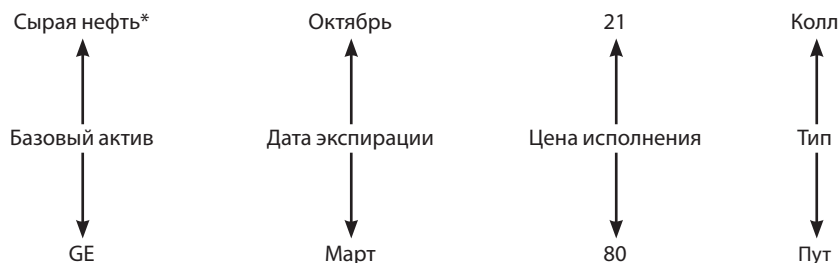 Сырая нефть* Октябрь 21 Колл
Базовый актив Дата экспирации Цена исполнения Тип
GE Март 80 Пут